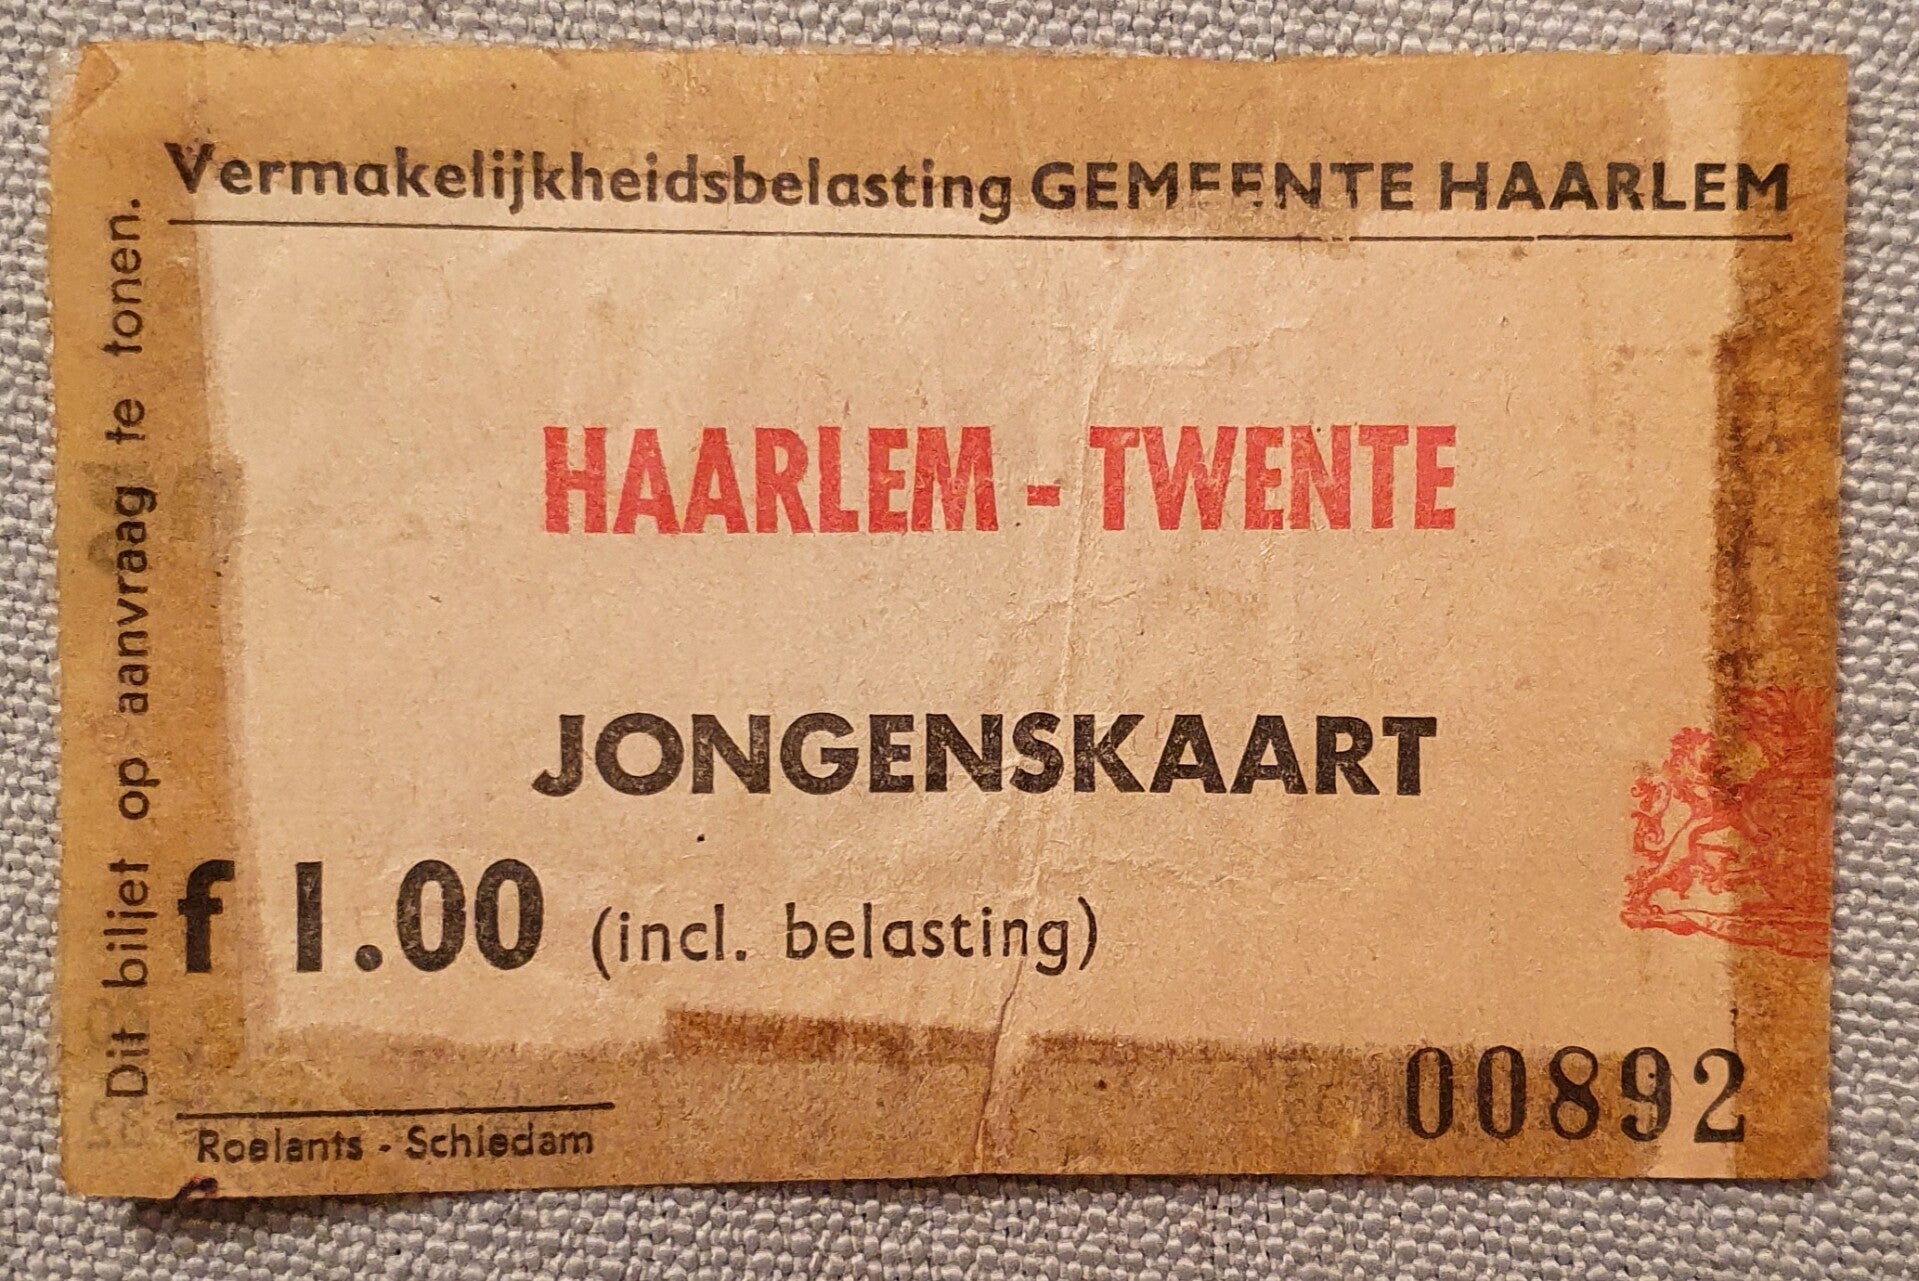 Vermakelijkheidsbelasting GEMEENTE HAARLEM
Dit biljet op aanvraag te tonen.
HAARLEM - TWENTE
JONGENSKAART
f 1.00 (incl. belasting)
00892
Roelants - Schiedam